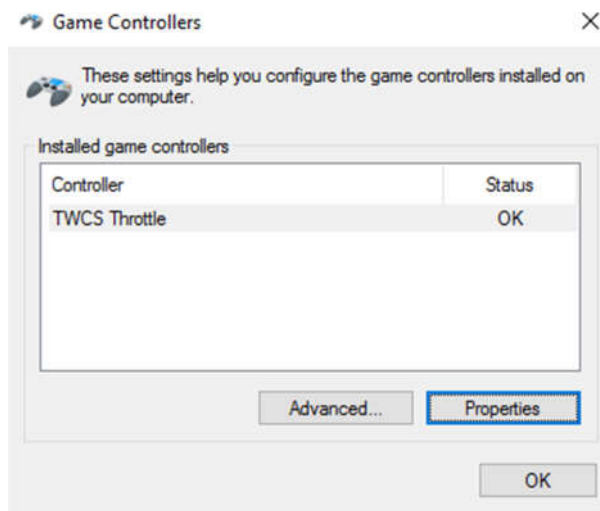 Game Controllers
These settings help you configure the game controllers installed on
your computer.
Installed game controllers
Controller Status
TWCS Throttle OK
Advanced... Properties
OK